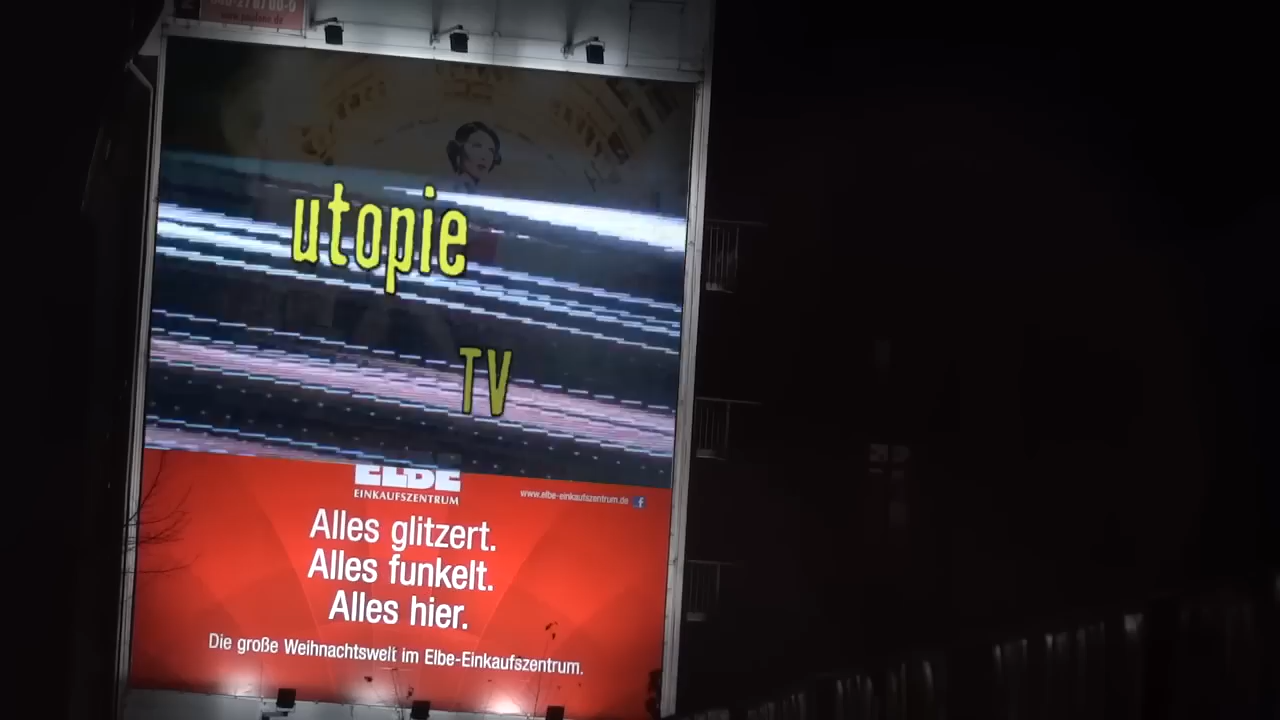 utopie
TV
ELBE
EINKAUFSZENTRUM
www.elbe-einkaufszentrum.de
Alles glitzert.
Alles funkelt.
Alles hier.
Die große Weihnachtswelt im Elbe-Einkaufszentrum.